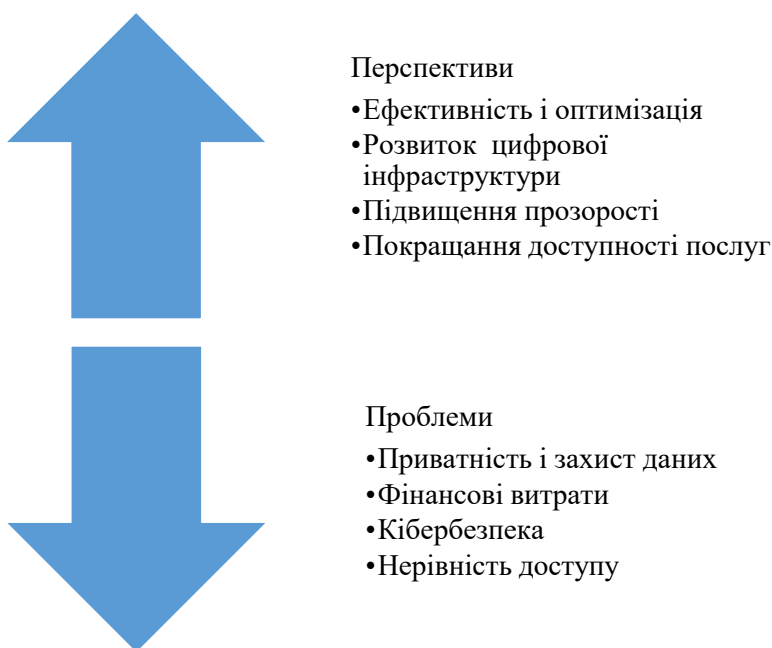 Перспективи
•Ефективність і оптимізація
•Розвиток цифрової
інфраструктури
•Підвищення прозорості
•Покращання доступності послуг
Проблеми
•Приватність і захист даних
•Фінансові витрати
•Кібербезпека
•Нерівність доступу